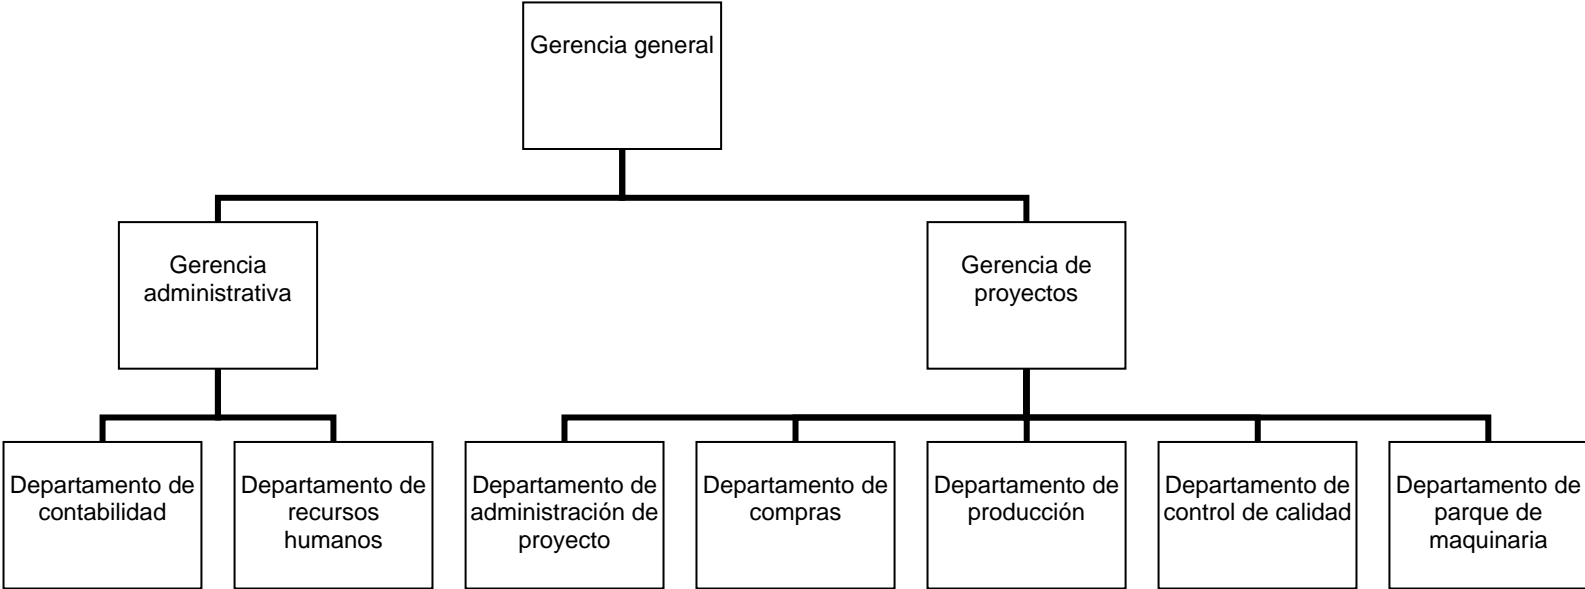 Gerencia general
Gerencia
administrativa
Gerencia de
proyectos
Departamento de
contabilidad
Departamento de
recursos
humanos
Departamento de
administración de
proyecto
Departamento de
compras
Departamento de
producción
Departamento de
control de calidad
Departamento de
parque de
maquinaria